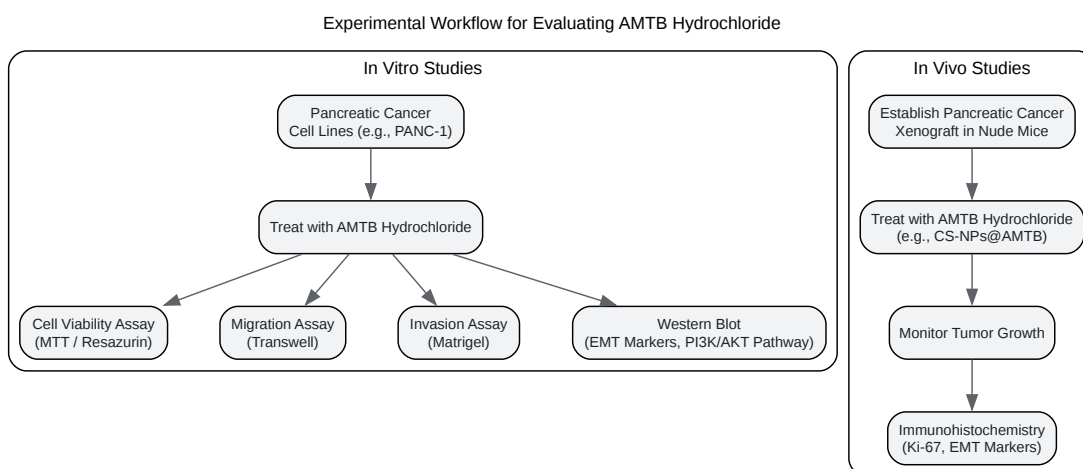 Experimental Workflow for Evaluating AMTB Hydrochloride
In Vitro Studies
Pancreatic Cancer
Cell Lines (e.g., PANC-1)
Treat with AMTB Hydrochloride
Cell Viability Assay
(MTT / Resazurin)
Migration Assay
(Transwell)
Invasion Assay
(Matrigel)
Western Blot
(EMT Markers, PI3K/AKT Pathway)
In Vivo Studies
Establish Pancreatic Cancer
Xenograft in Nude Mice
Treat with AMTB Hydrochloride
(e.g., CS-NPs@AMTB)
Monitor Tumor Growth
Immunohistochemistry
(Ki-67, EMT Markers)